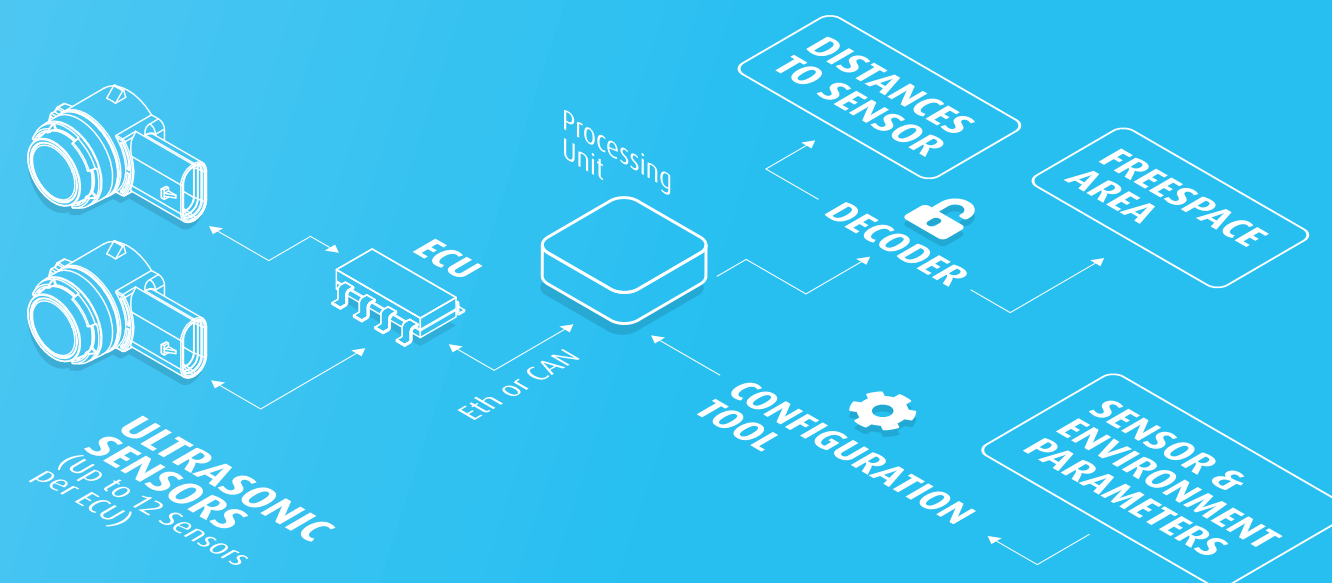 DISTANCES
TO SENSOR
FREESPACE
AREA
Processing
Unit
DECODER
ECU
Eth or CAN
CONFIGURATION
TOOL
SENSOR &
ENVIRONMENT
PARAMETERS
ULTRASONIC
SENSORS
(Up to 12 Sensors
per ECU)